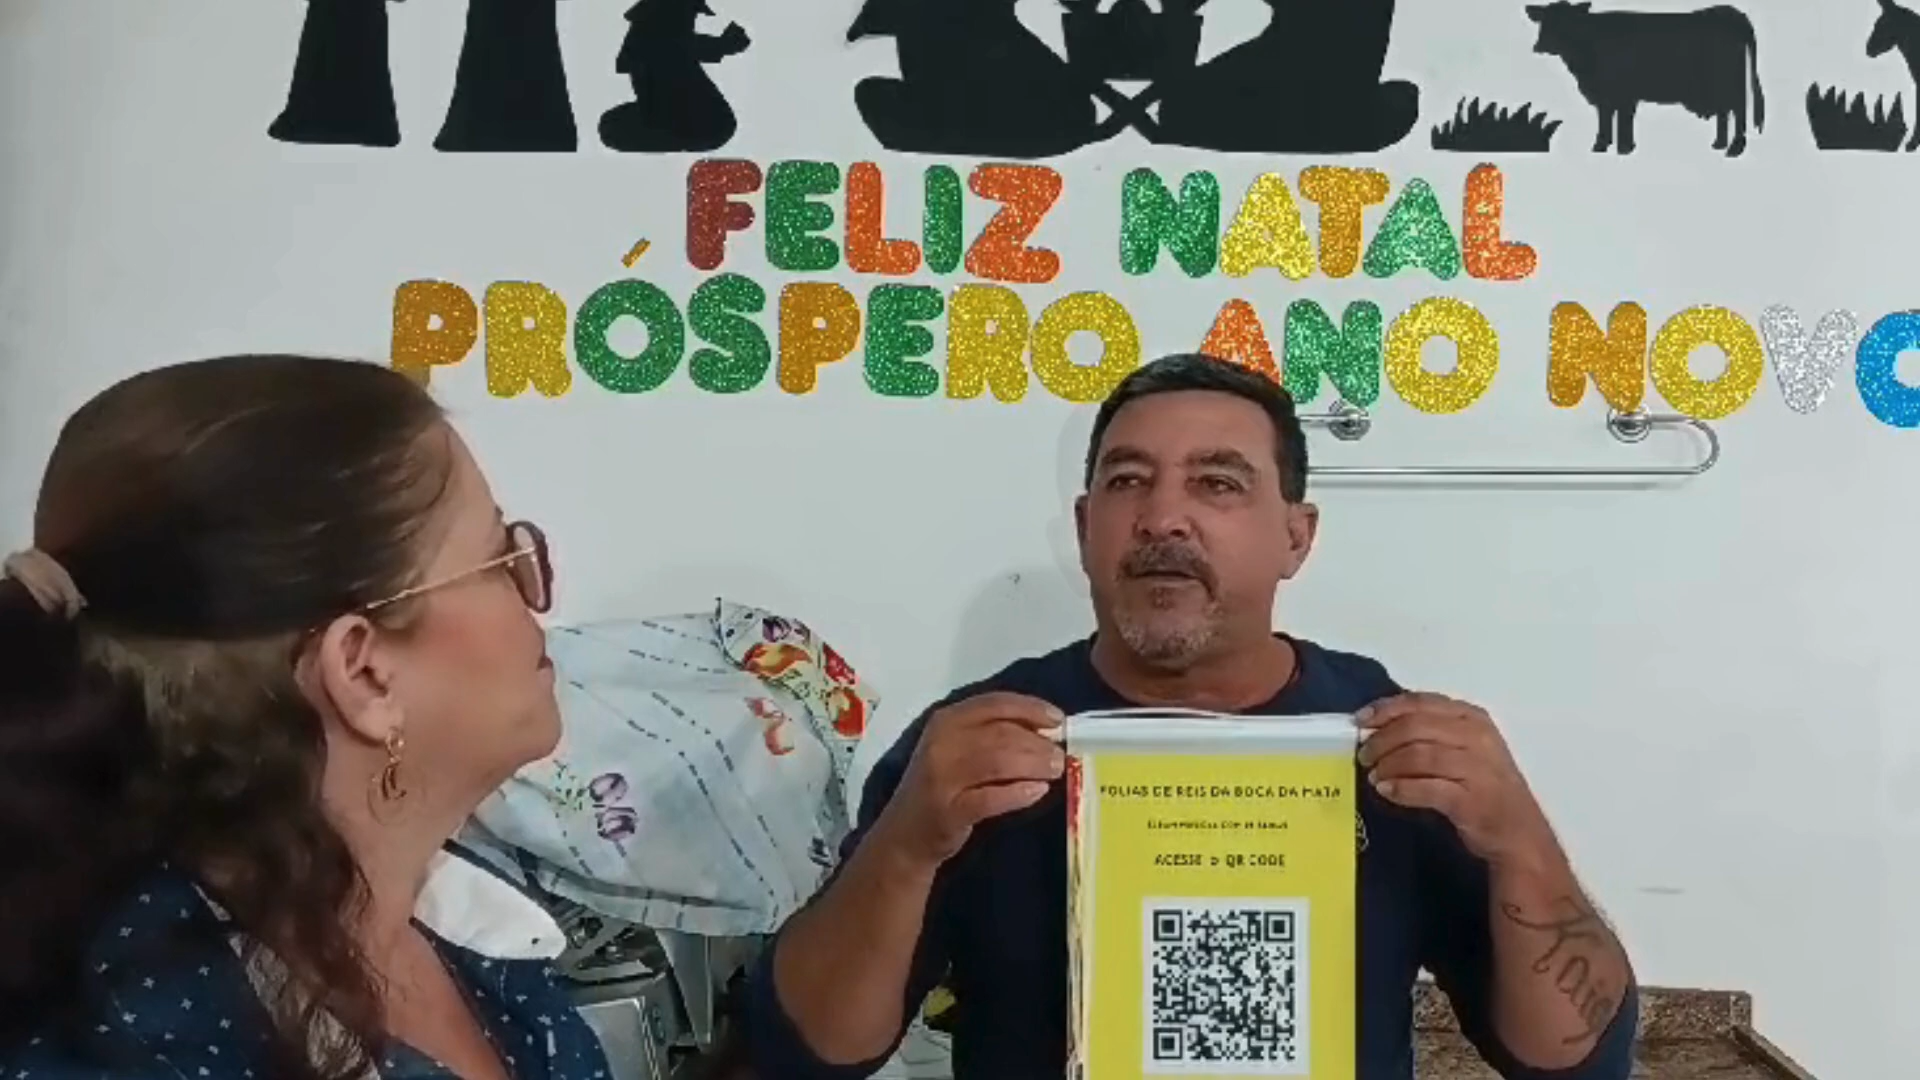 FELIZ NATAL
PRÓSPERO ANO NOVO
FOLIAS DE REIS DA BOCA DA MATA
ACESSE O QR CODE